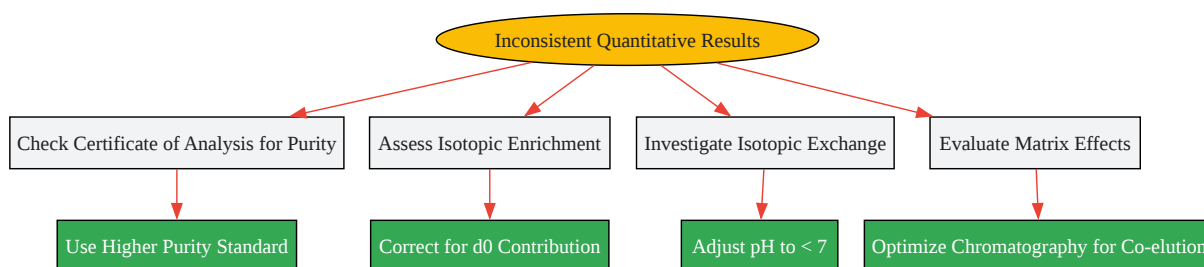 Inconsistent Quantitative Results
Check Certificate of Analysis for Purity
Assess Isotopic Enrichment
Investigate Isotopic Exchange
Evaluate Matrix Effects
Use Higher Purity Standard
Correct for d0 Contribution
Adjust pH to < 7
Optimize Chromatography for Co-elution